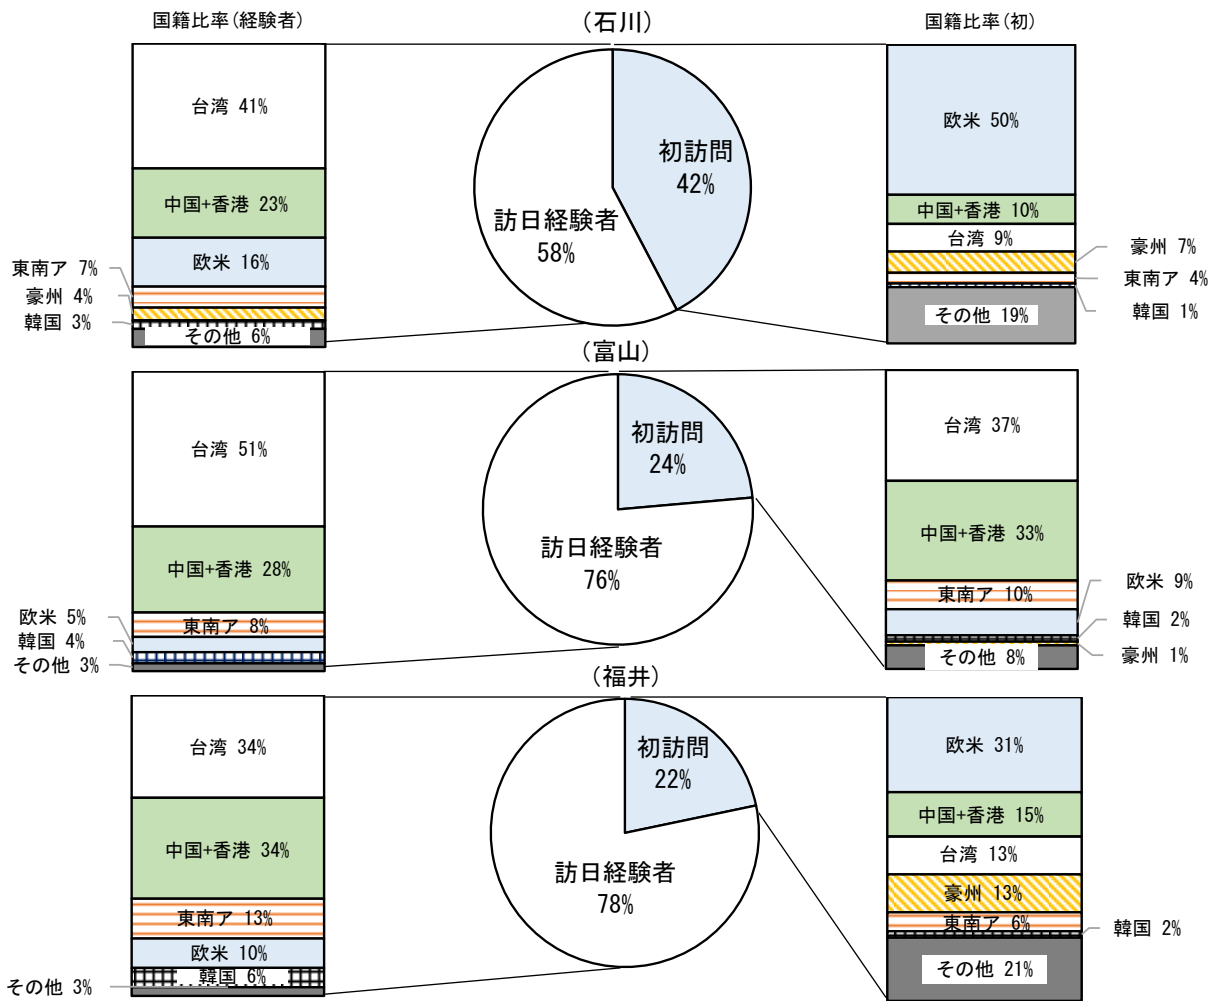 国籍比率(経験者)
(石川)
国籍比率(初)
台湾 41%
中国+香港 23%
欧米 16%
東南ア 7%
豪州 4%
韓国 3%
その他 6%
初訪問
42%
訪日経験者
58%
欧米 50%
中国+香港 10%
台湾 9%
豪州 7%
東南ア 4%
韓国 1%
その他 19%
(富山)
台湾 51%
中国+香港 28%
東南ア 8%
欧米 5%
韓国 4%
その他 3%
初訪問
24%
訪日経験者
76%
台湾 37%
中国+香港 33%
東南ア 10%
欧米 9%
韓国 2%
豪州 1%
その他 8%
(福井)
台湾 34%
中国+香港 34%
東南ア 13%
欧米 10%
韓国 6%
その他 3%
初訪問
22%
訪日経験者
78%
欧米 31%
中国+香港 15%
台湾 13%
豪州 13%
東南ア 6%
韓国 2%
その他 21%